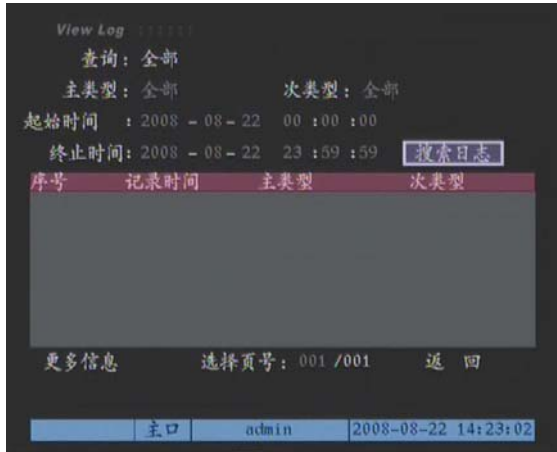 View Log
查询: 全部
主类型: 全部 次类型: 全部
起始时间 : 2008 - 08 - 22 00 :00 :00
终止时间: 2008 - 08 - 22 23 :59 :59 搜索日志
序号 记录时间 主类型 次类型
更多信息 选择页号: 001 /001 返 回
主口 admin 2008-08-22 14:23:02